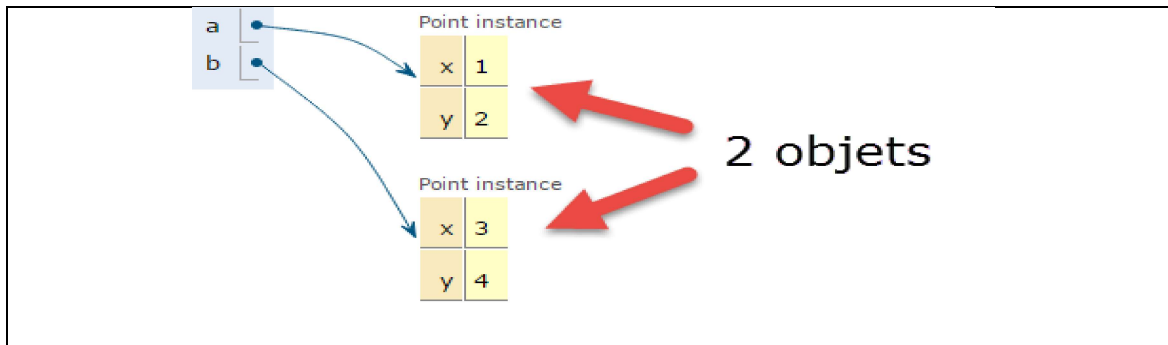 a
b
Point instance
x 1
y 2
2 objets
Point instance
x 3
y 4